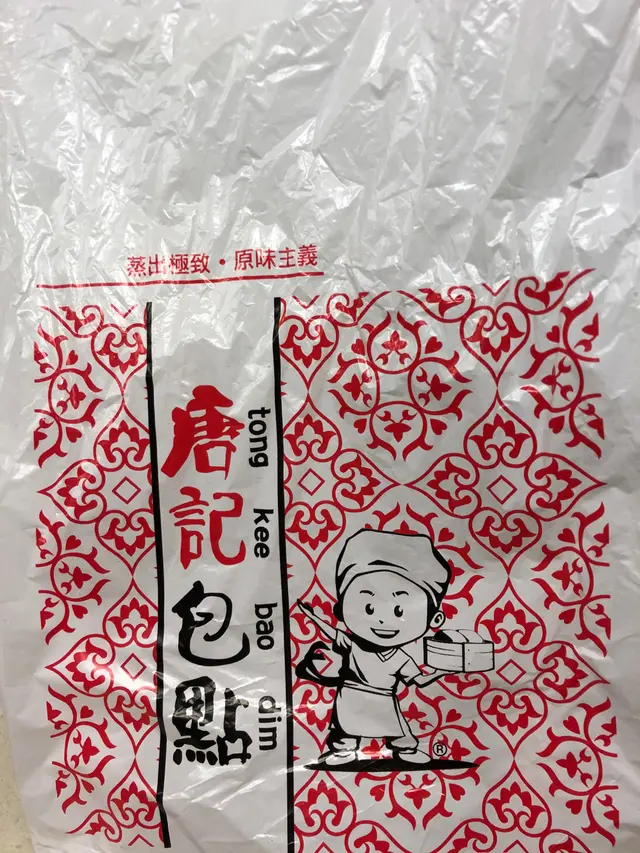 蒸出極致・原味主義
唐記包點
tong kee bao dim
®